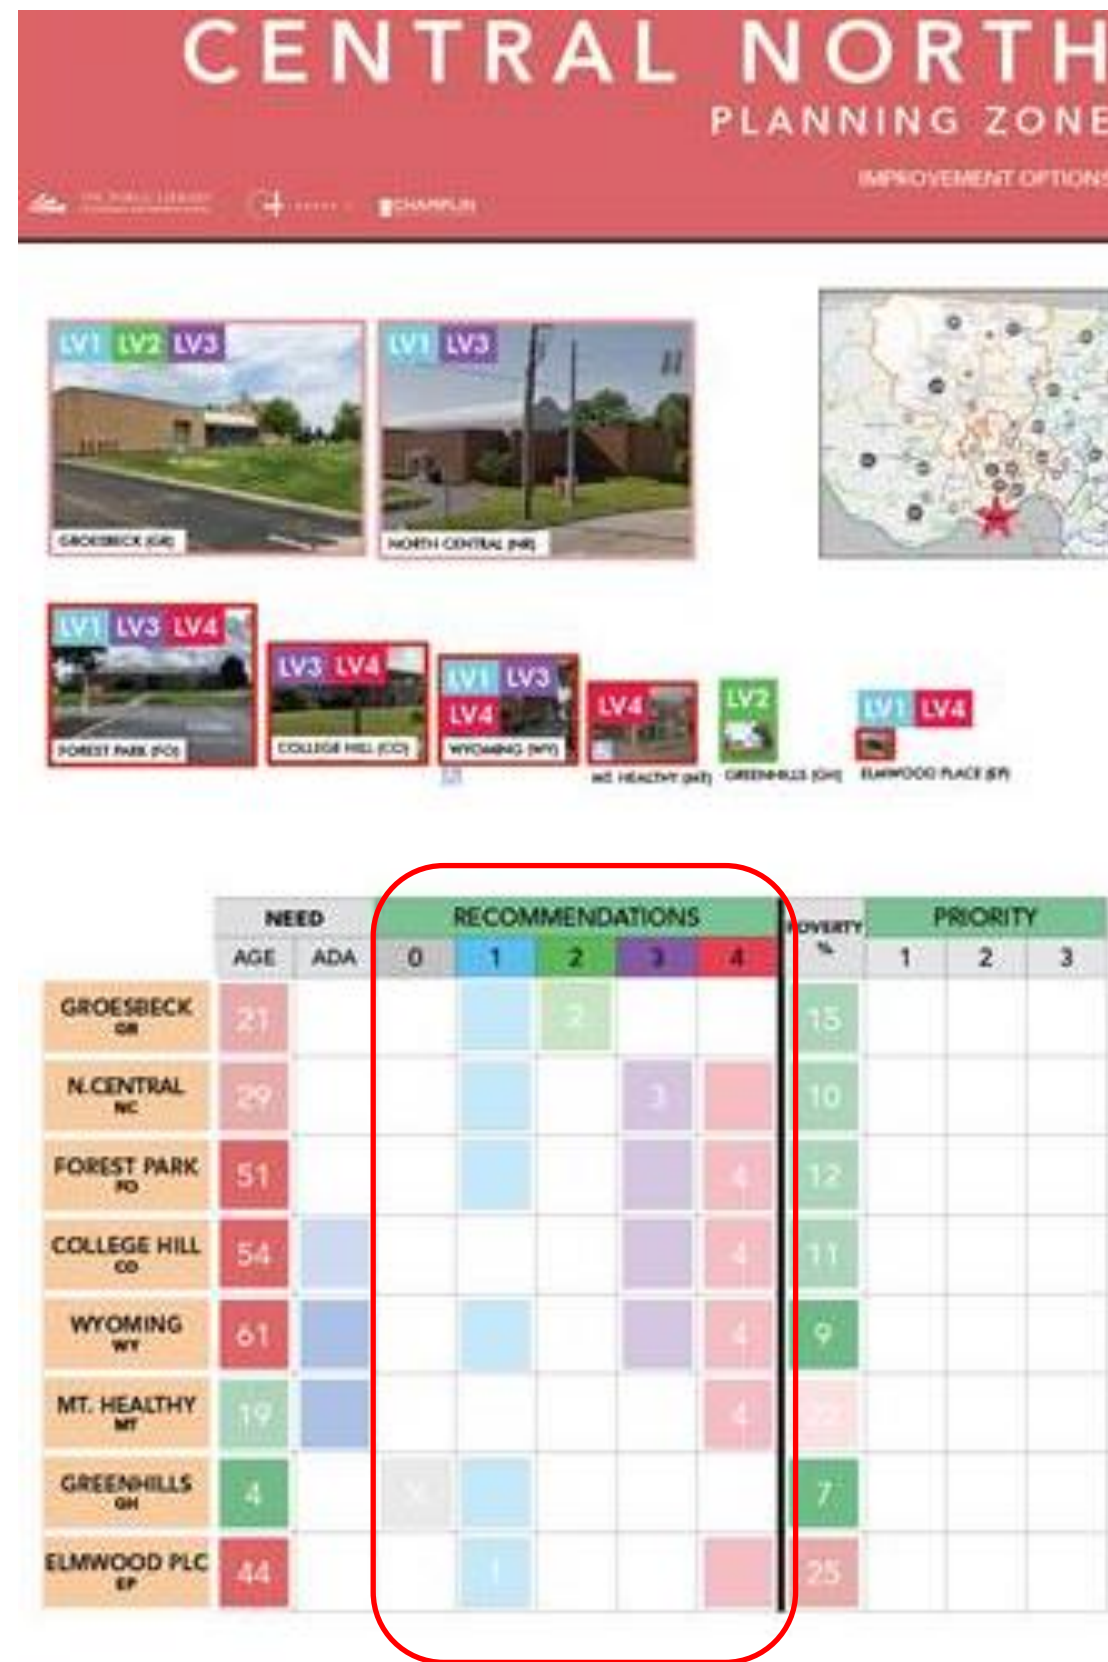 CENTRAL NORTH
PLANNING ZONE
IMPROVEMENT OPTIONS
THE PUBLIC LIBRARY
CHAMPLIN
LV1 LV2 LV3
GROESBECK (GR)
LV1 LV3
NORTH CENTRAL (NR)
LV1 LV3 LV4
FOREST PARK (FO)
LV3 LV4
COLLEGE HILL (CO)
LV1 LV3
LV4
WYOMING (WY)
LV4
MT. HEALTHY (MT)
LV2
GREENHILLS (GH)
LV1 LV4
ELMWOOD PLACE (EP)
NEED RECOMMENDATIONS POVERTY % PRIORITY
AGE ADA 0 1 2 3 4 1 2 3
GROESBECK 21 2 15
GR
N.CENTRAL 29 3 10
NC
FOREST PARK 51 4 12
FO
COLLEGE HILL 54 4 11
CO
WYOMING 61 4 9
WY
MT. HEALTHY 19 4
MT
GREENHILLS 4 X 7
GH
ELMWOOD PLC 44 1 25
EP